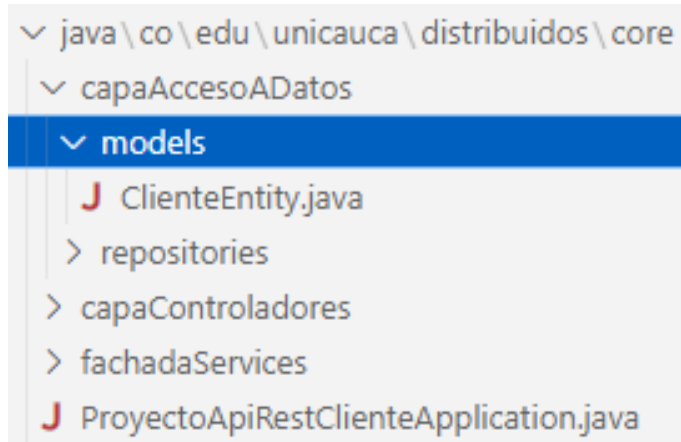 java\co\edu\unicauca\distribuidos\core
capaAccesoADatos
models
J ClienteEntity.java
repositories
capaControladores
fachadaServices
J ProyectoApiRestClienteApplication.java